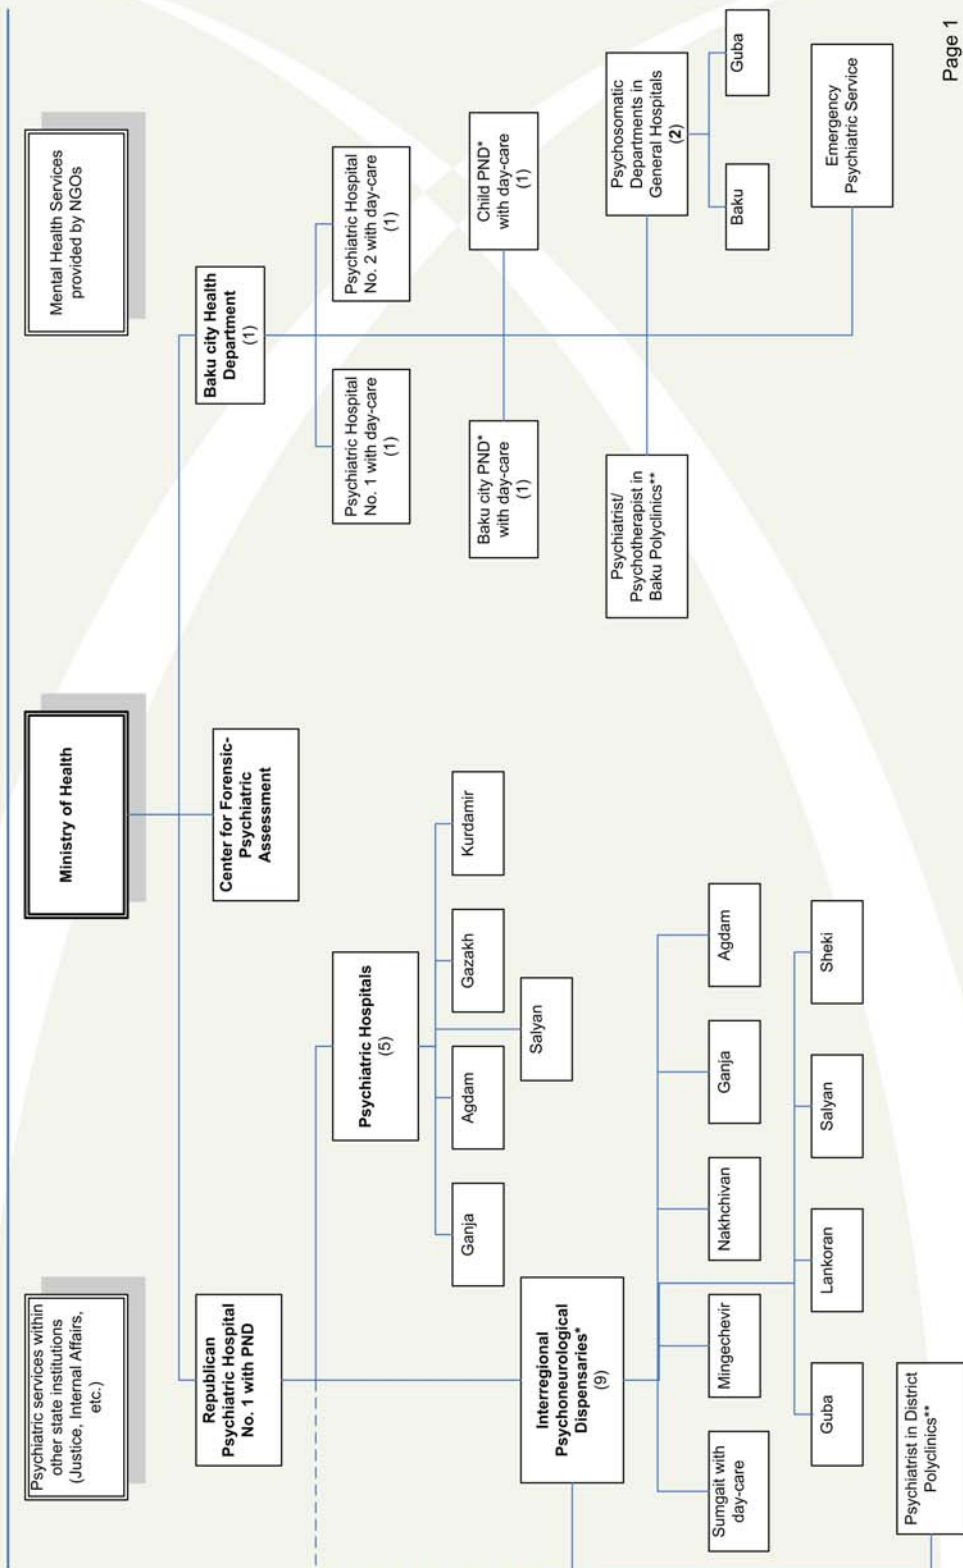 Psychiatric services within
other state institutions
(Justice, Internal Affairs,
etc.)
Ministry of Health
Mental Health Services
provided by NGOs
Republican
Psychiatric Hospital
No. 1 with PND
Center for Forensic-
Psychiatric
Assessment
Baku city Health
Department
(1)
Psychiatric Hospitals
(5)
Psychiatric Hospital
No. 1 with day-care
(1)
Psychiatric Hospital
No. 2 with day-care
(1)
Ganja
Agdam
Gazakh
Kurdamir
Salyan
Baku city PND*
with day-care
(1)
Child PND*
with day-care
(1)
Interregional
Psychoneurological
Dispensaries*
(9)
Psychiatrist/
Psychotherapist in
Baku Polyclinics**
Psychosomatic
Departments in
General Hospitals
(2)
Sumgait with
day-care
Mingechevir
Nakhchivan
Ganja
Agdam
Baku
Guba
Guba
Lankoran
Salyan
Sheki
Emergency
Psychiatric Service
Psychiatrist in District
Polyclinics**
Page 1